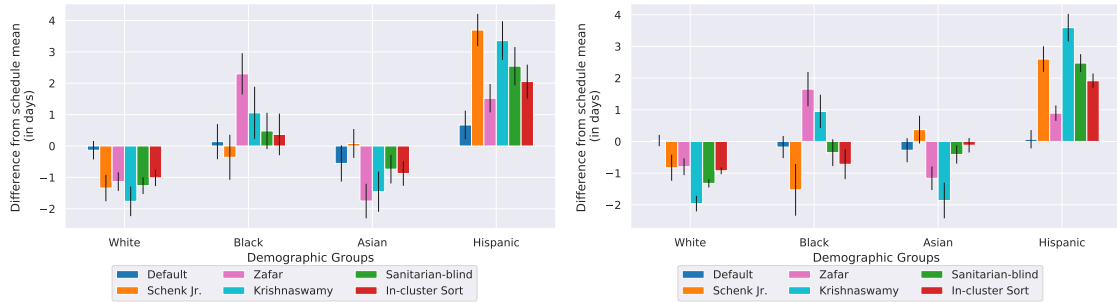 Difference from schedule mean
(in days)
4
3
2
1
0
−1
−2
White
Black
Asian
Hispanic
Demographic Groups
Default
Zafar
Sanitarian-blind
Schenk Jr.
Krishnaswamy
In-cluster Sort
Difference from schedule mean
(in days)
4
3
2
1
0
−1
−2
White
Black
Asian
Hispanic
Demographic Groups
Default
Zafar
Sanitarian-blind
Schenk Jr.
Krishnaswamy
In-cluster Sort